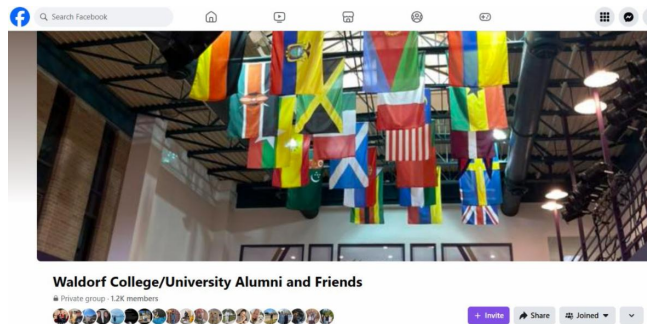 Search Facebook
Waldorf College/University Alumni and Friends
Private group · 1.2K members
+ Invite
Share
Joined